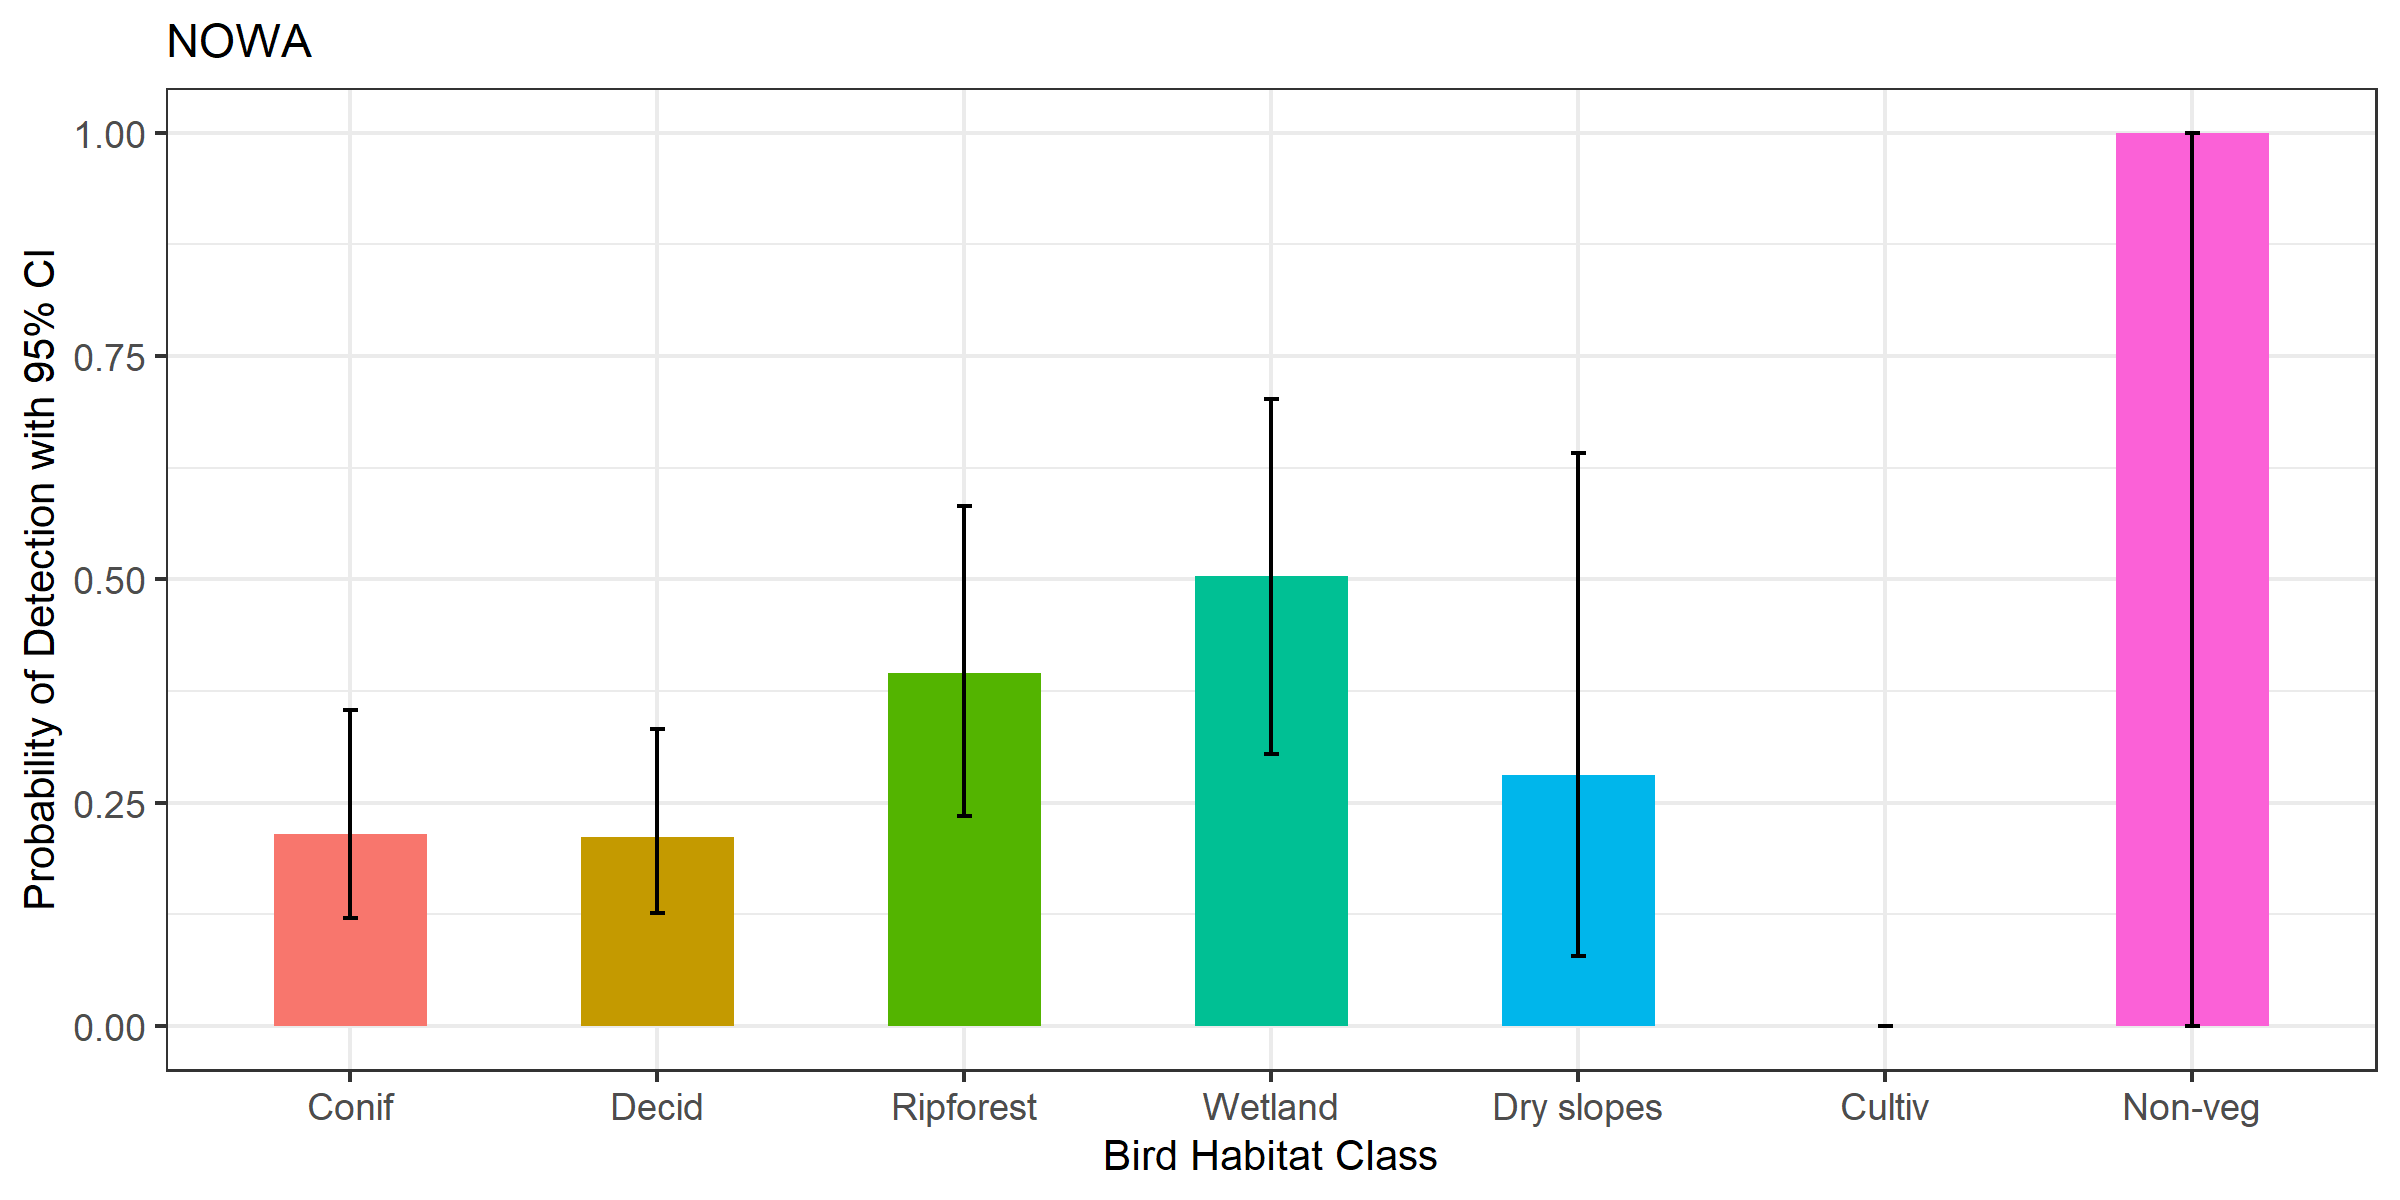 NOWA
Probability of Detection with 95% CI
1.00
0.75
0.50
0.25
0.00
Conif Decid Ripforest Wetland Dry slopes Cultiv Non-veg
Bird Habitat Class